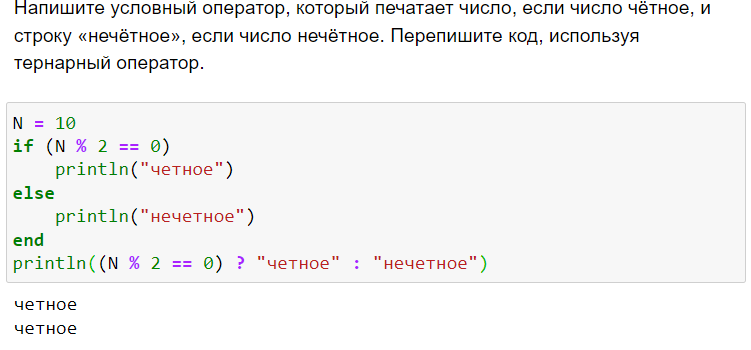 Напишите условный оператор, который печатает число, если число чётное, и
строку «нечётное», если число нечётное. Перепишите код, используя
тернарный оператор.
N = 10
if (N % 2 == 0)
    println("четное")
else
    println("нечетное")
end
println((N % 2 == 0) ? "четное" : "нечетное")
четное
четное